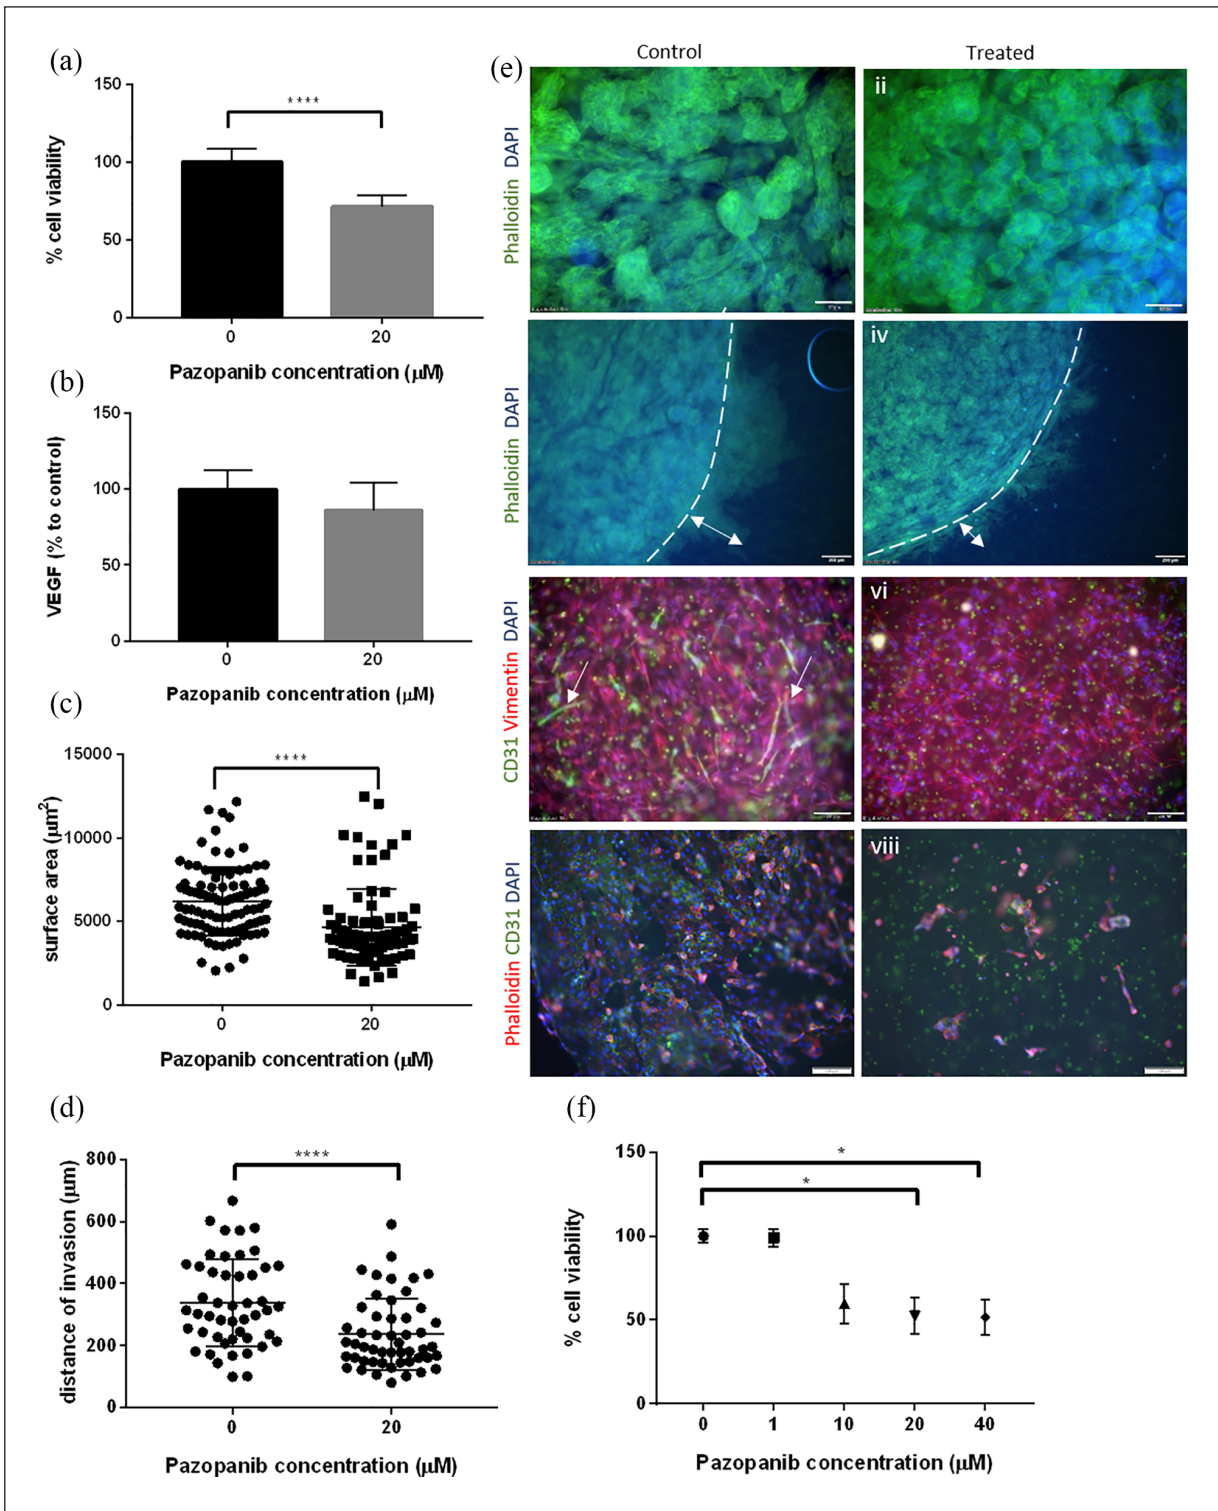 (a)
150
100
50
0
% cell viability
****
0
20
Pazopanib concentration (µM)
(b)
150
100
50
0
VEGF (% to control)
0
20
Pazopanib concentration (µM)
(c)
15000
10000
5000
0
surface area (µm²)
****
0
20
Pazopanib concentration (µM)
(d)
800
600
400
200
0
distance of invasion (µm)
****
0
20
Pazopanib concentration (µM)
(e)
Control
Treated
Phalloidin DAPI
ii
Phalloidin DAPI
iv
CD31 Vimentin DAPI
vi
Phalloidin CD31 DAPI
viii
(f)
150
100
50
0
% cell viability
*
*
0
1
10
20
40
Pazopanib concentration (µM)